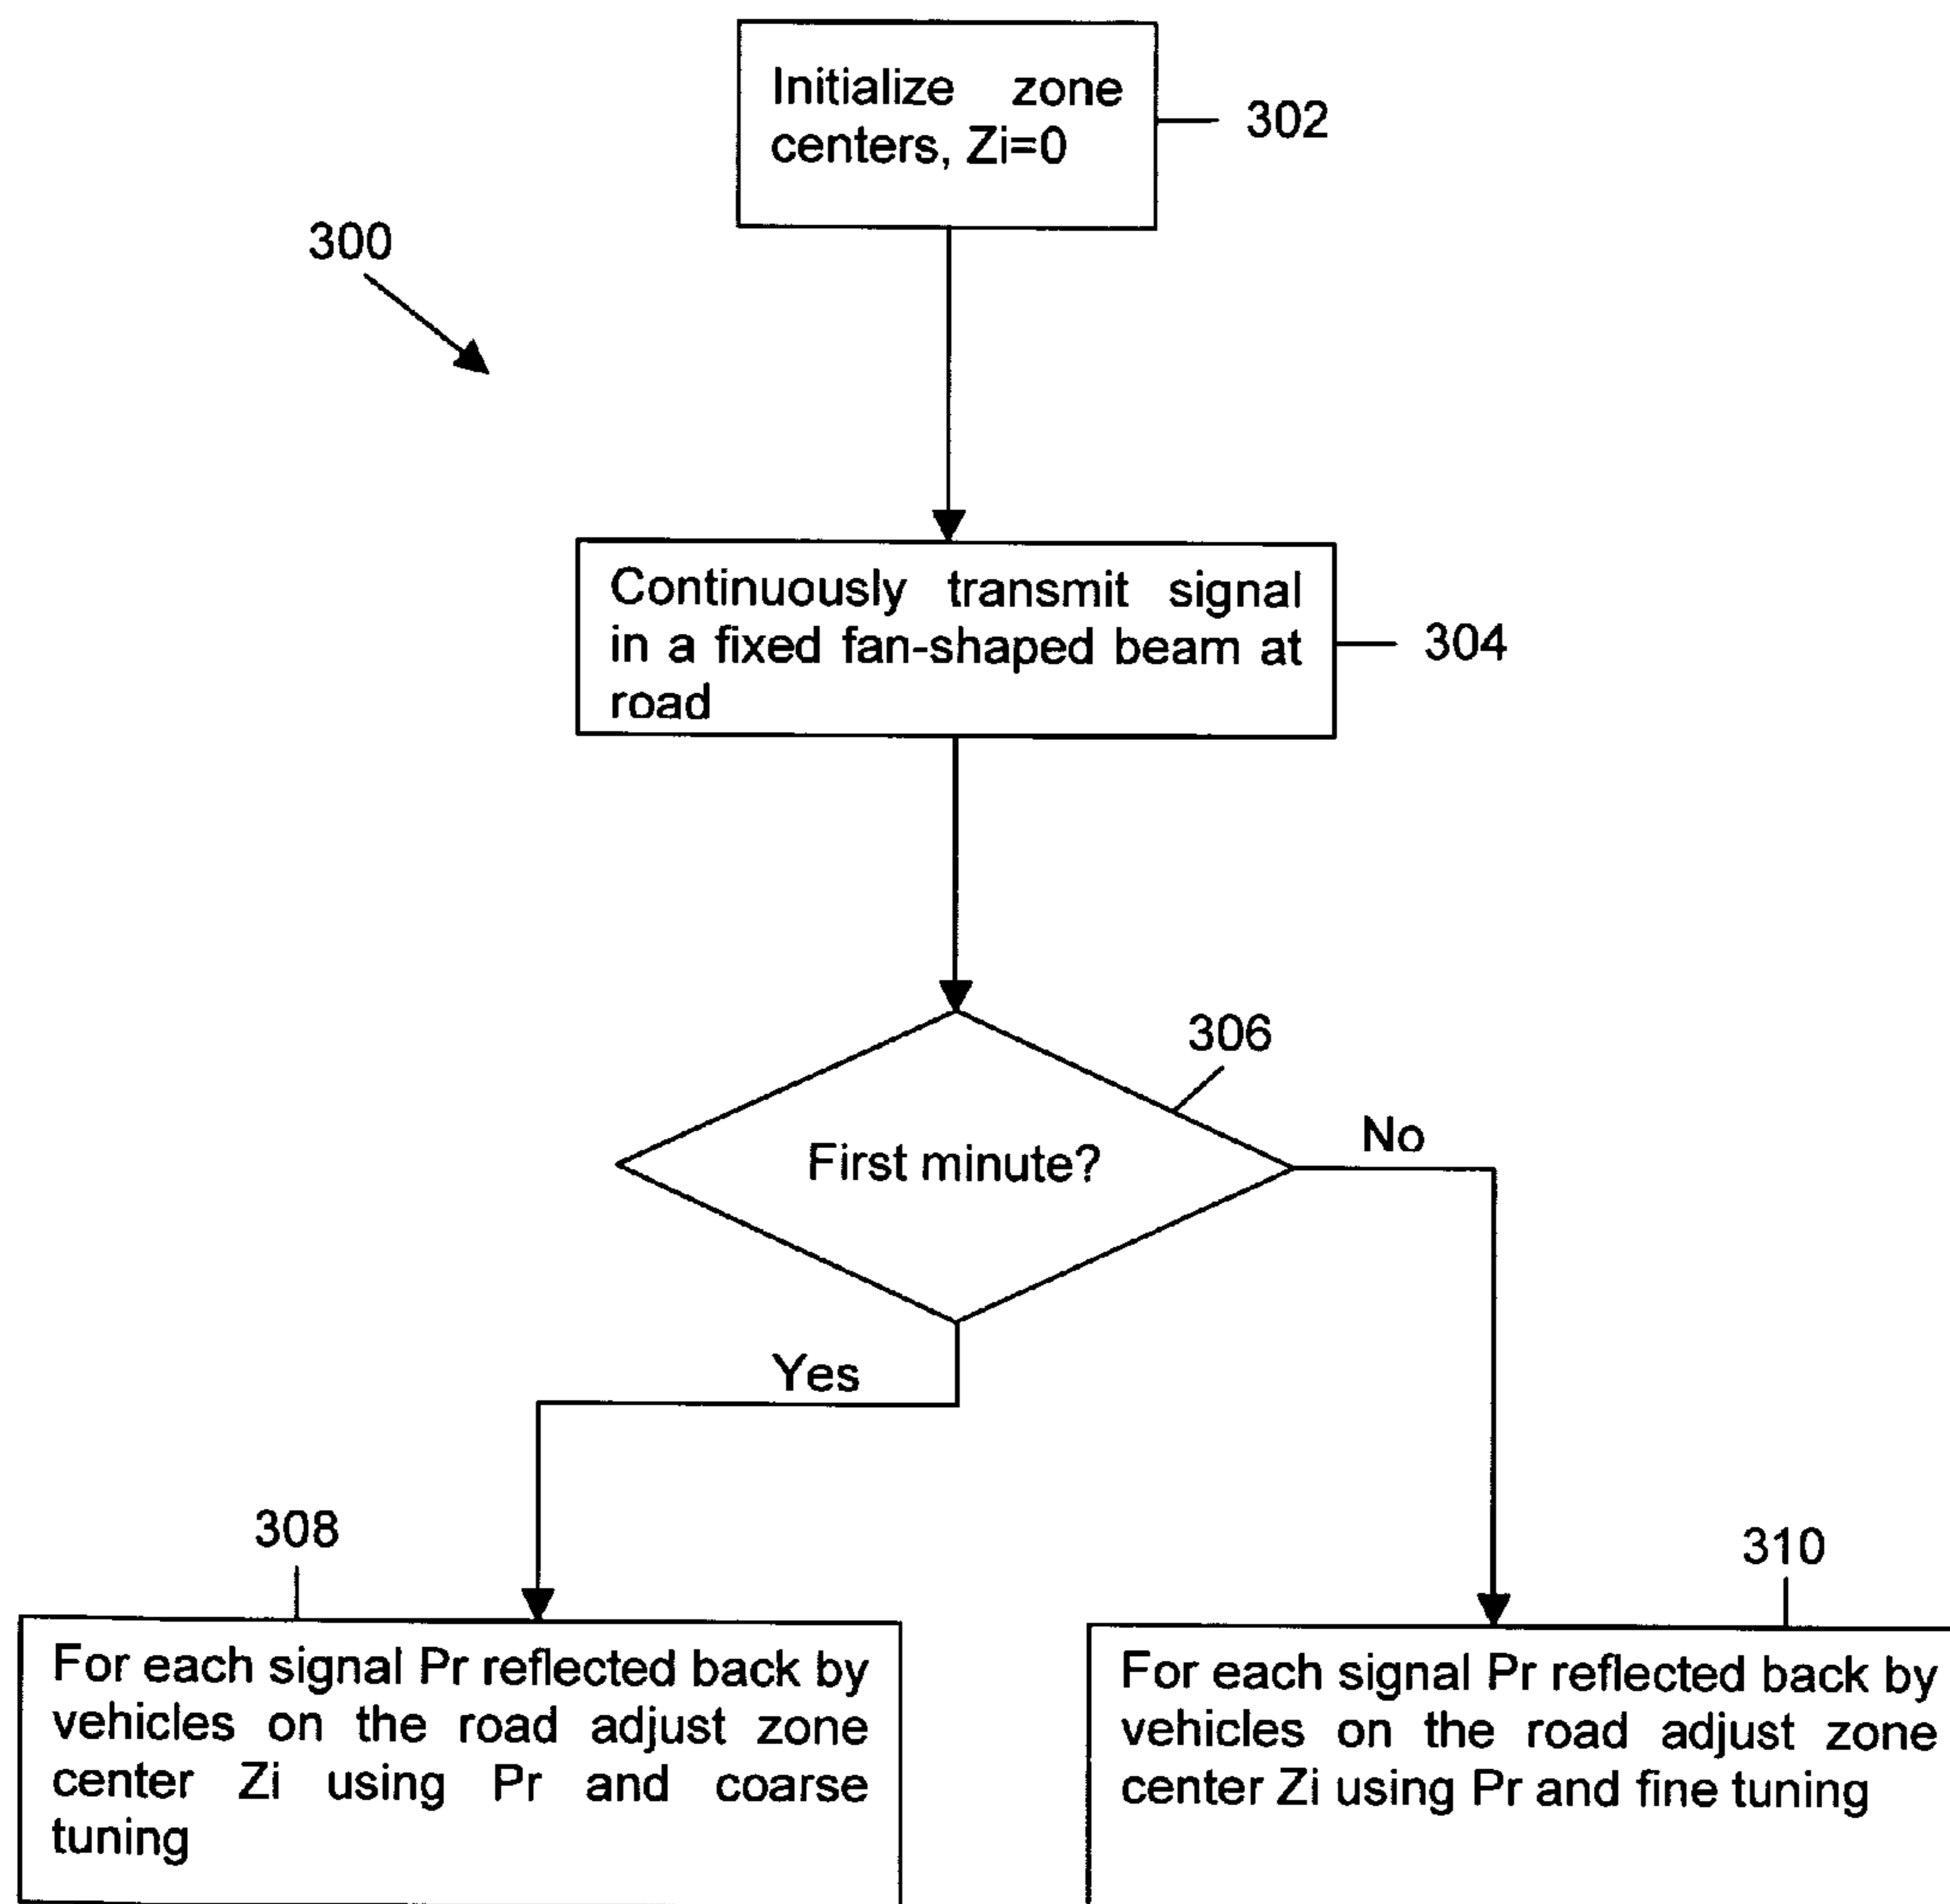 Initialize zone
centers, Zi=0
302
300
Continuously transmit signal
in a fixed fan-shaped beam at
road
304
306
First minute?
No
Yes
308
For each signal Pr reflected back by
vehicles on the road adjust zone
center Zi using Pr and coarse
tuning
310
For each signal Pr reflected back by
vehicles on the road adjust zone
center Zi using Pr and fine tuning